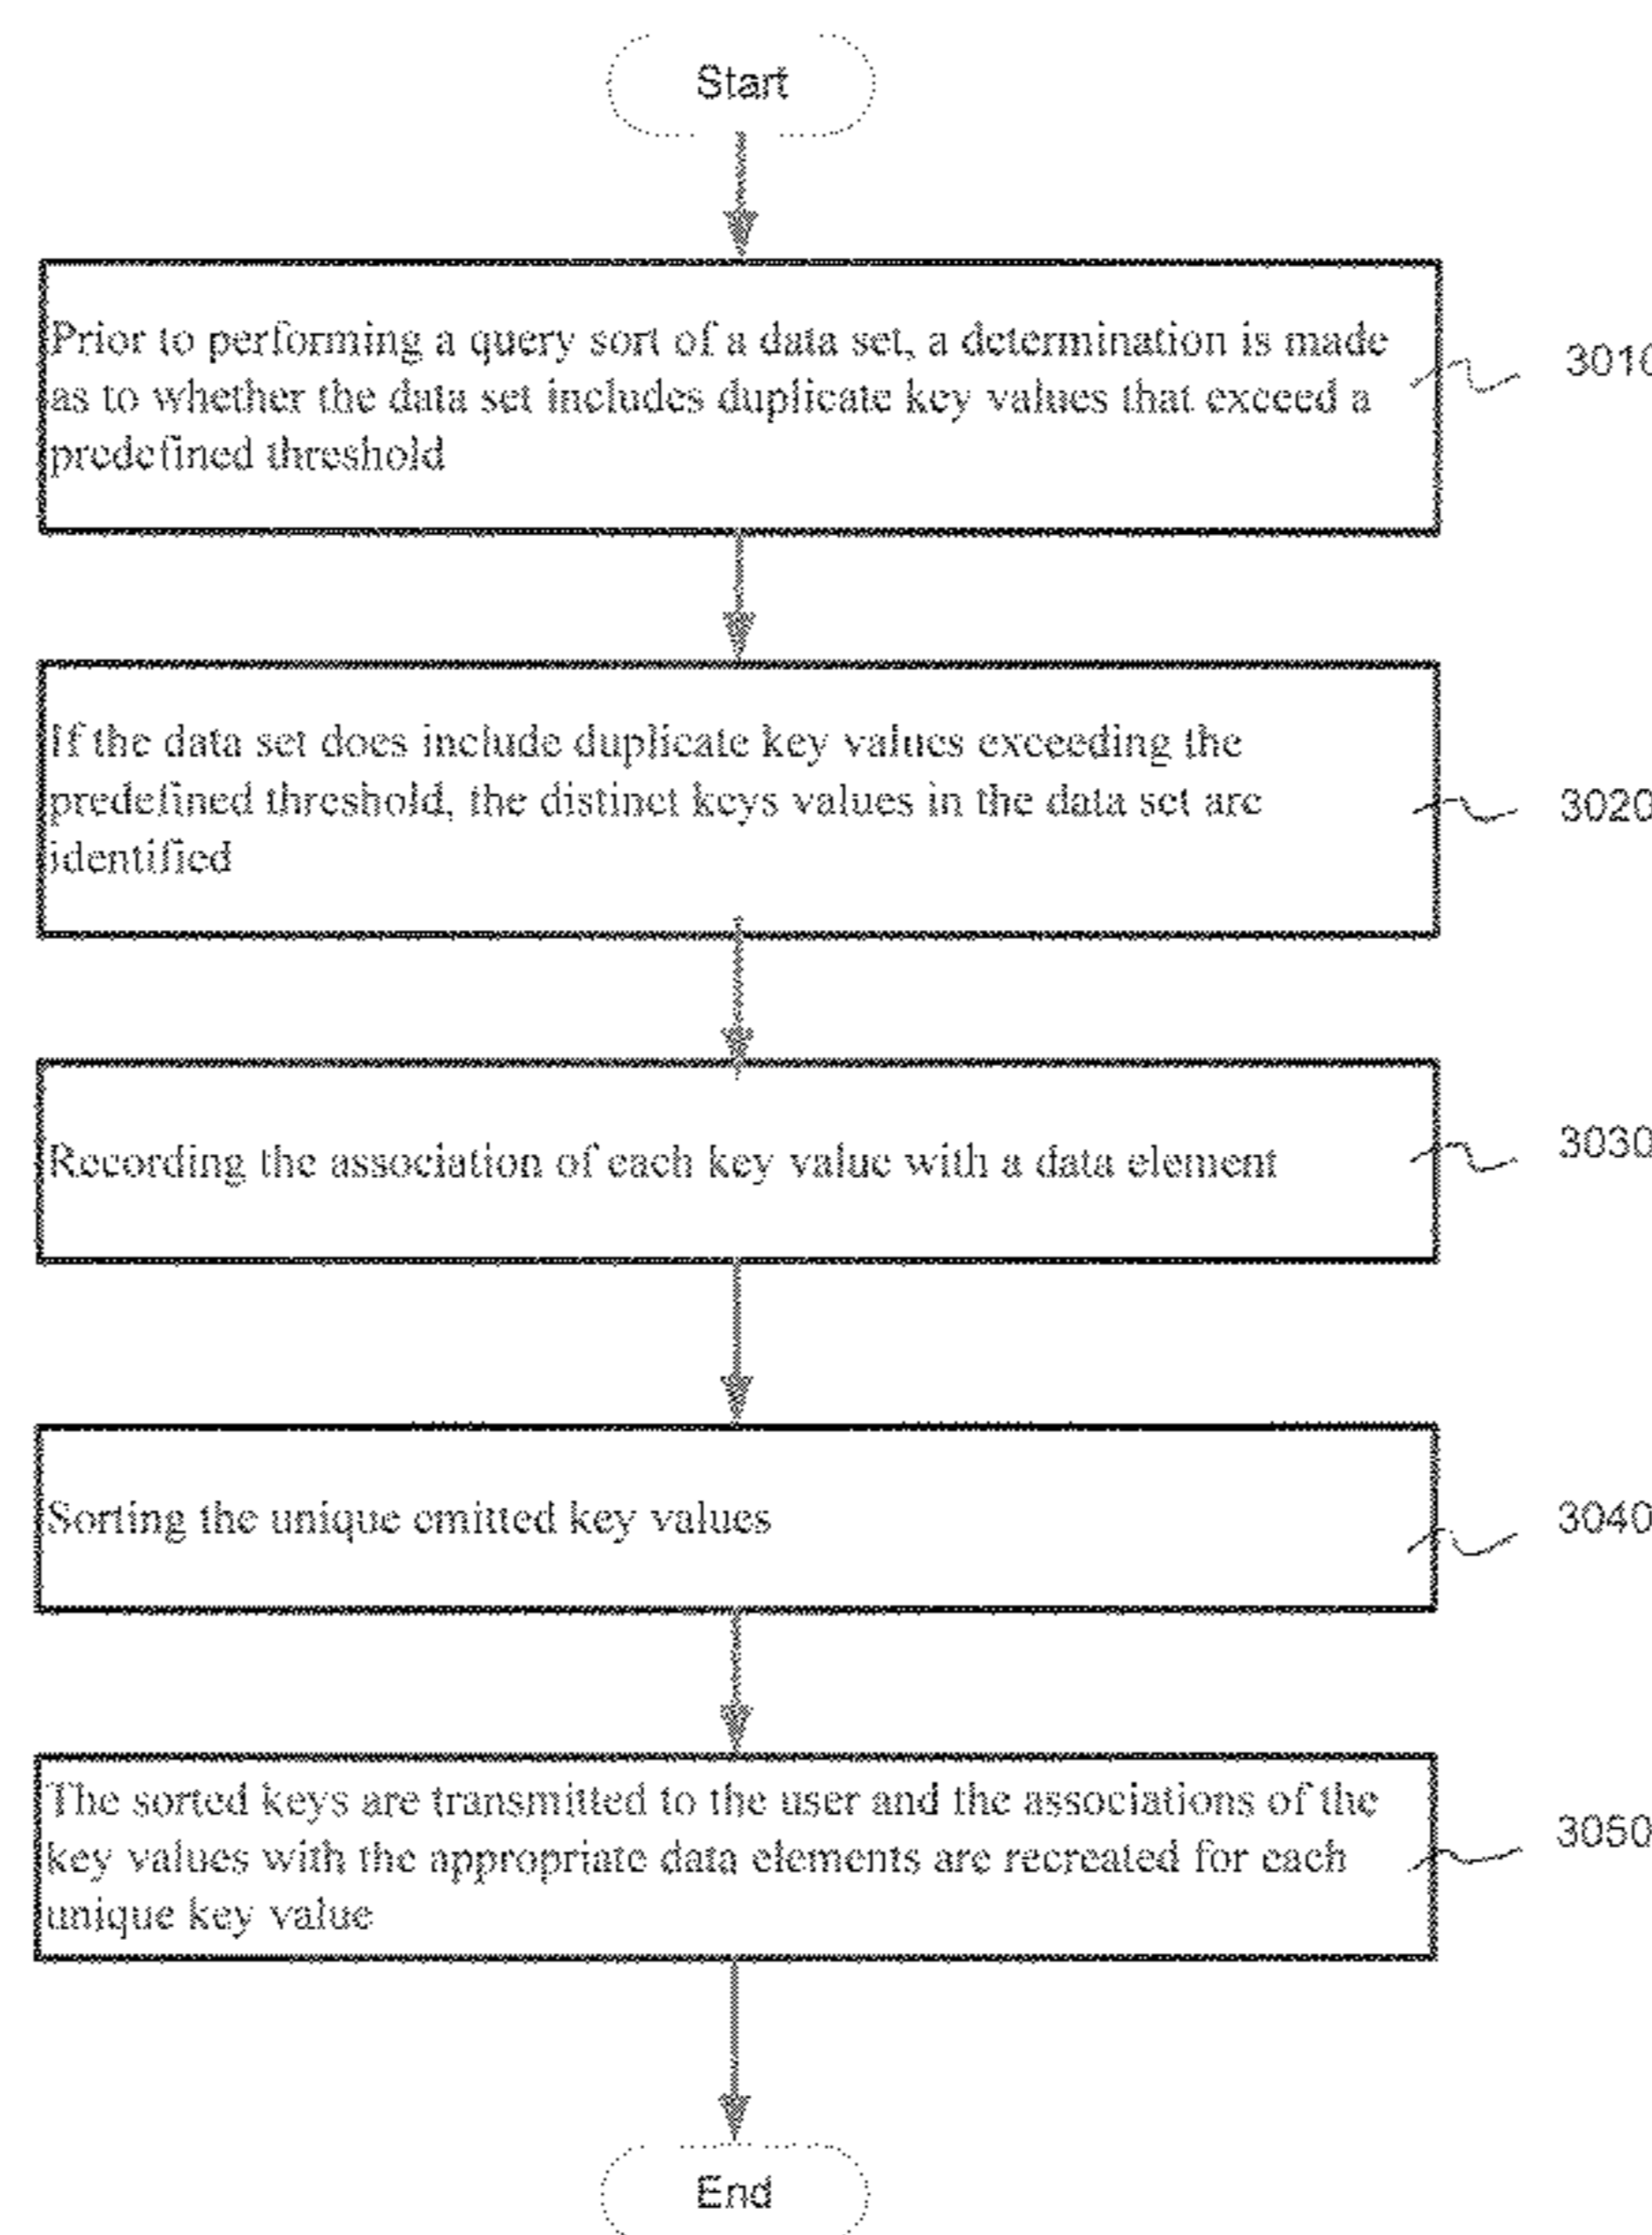 Start
Prior to performing a query sort of a data set, a determination is made
as to whether the data set includes duplicate key values that exceed a
predefined threshold
3010
If the data set does include duplicate key values exceeding the
predefined threshold, the distinct keys values in the data set are
identified
3020
Recording the association of each key value with a data element
3030
Sorting the unique emitted key values
3040
The sorted keys are transmitted to the user and the associations of the
key values with the appropriate data elements are recreated for each
unique key value
3050
End